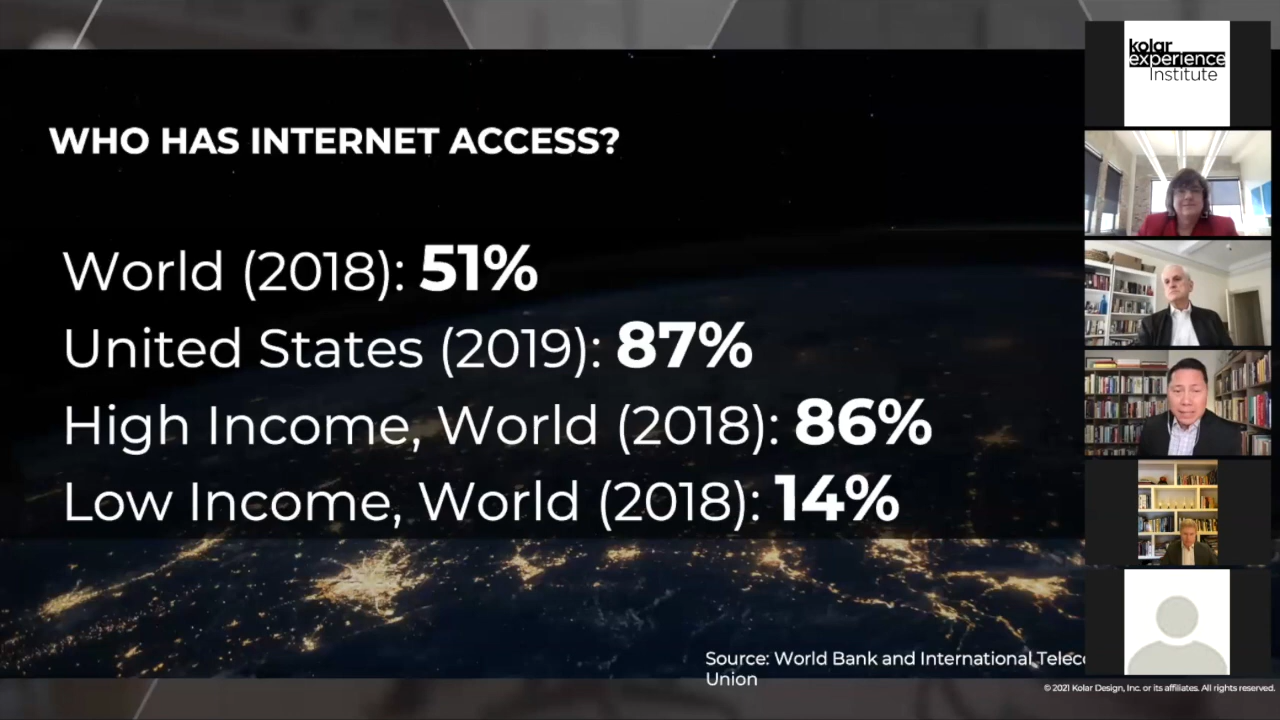 WHO HAS INTERNET ACCESS?
World (2018): 51%
United States (2019): 87%
High Income, World (2018): 86%
Low Income, World (2018): 14%
Source: World Bank and International
Union
kolar
experience
Institute
© 2021 Kolar Design, Inc. or its affiliates. All rights reserved.